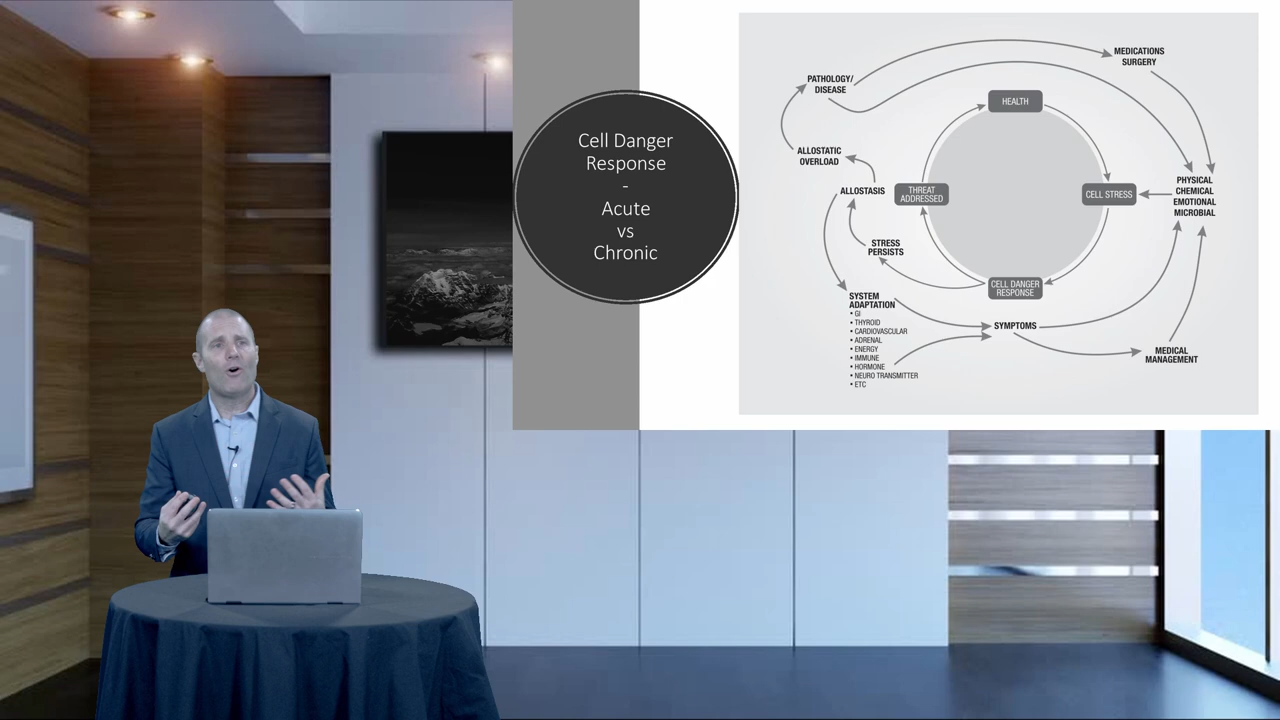 Cell Danger
Response
-
Acute
vs
Chronic
MEDICATIONS
SURGERY
PATHOLOGY/
DISEASE
HEALTH
ALLOSTATIC
OVERLOAD
ALLOSTASIS
THREAT
ADDRESSED
CELL STRESS
PHYSICAL
CHEMICAL
EMOTIONAL
MICROBIAL
STRESS
PERSISTS
CELL DANGER
RESPONSE
SYSTEM
ADAPTATION
• GI
• THYROID
• CARDIOVASCULAR
• ADRENAL
• ENERGY
• IMMUNE
• HORMONE
• NEURO TRANSMITTER
• ETC
SYMPTOMS
MEDICAL
MANAGEMENT